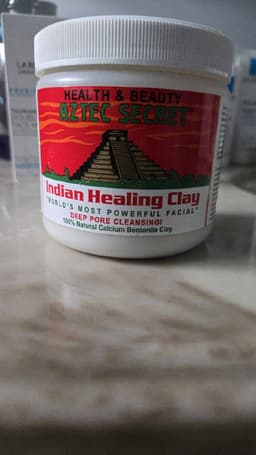 HEALTH & BEAUTY
AZTEC SECRET
Indian Healing Clay
"WORLD'S MOST POWERFUL FACIAL"
DEEP PORE CLEANSING!
100% Natural Calcium Bentonite Clay